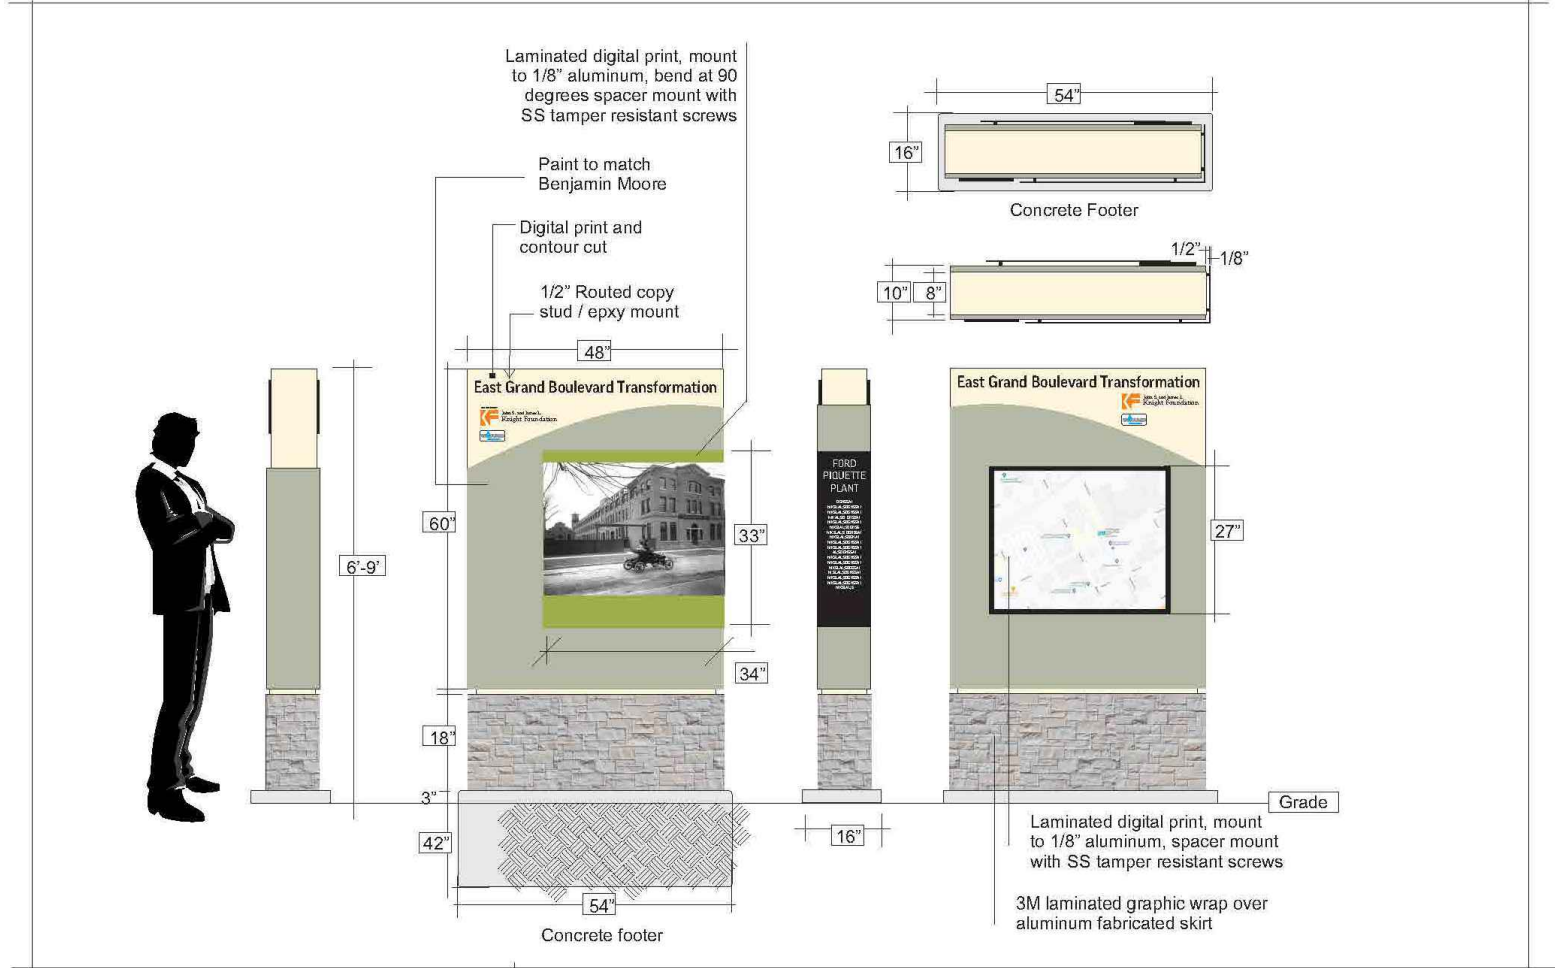 Laminated digital print, mount
to 1/8” aluminum, bend at 90
degrees spacer mount with
SS tamper resistant screws
Paint to match
Benjamin Moore
Digital print and
contour cut
1/2” Routed copy
stud / epxy mount
54”
16”
Concrete Footer
1/2”
1/8”
10”
8”
48”
East Grand Boulevard Transformation
Knight Foundation
East Grand Boulevard Transformation
Knight Foundation
FORD
PIQUETTE
PLANT
60”
6’-9’
33”
27”
34”
18”
3”
42”
16”
54”
Concrete footer
Grade
Laminated digital print, mount
to 1/8” aluminum, spacer mount
with SS tamper resistant screws
3M laminated graphic wrap over
aluminum fabricated skirt